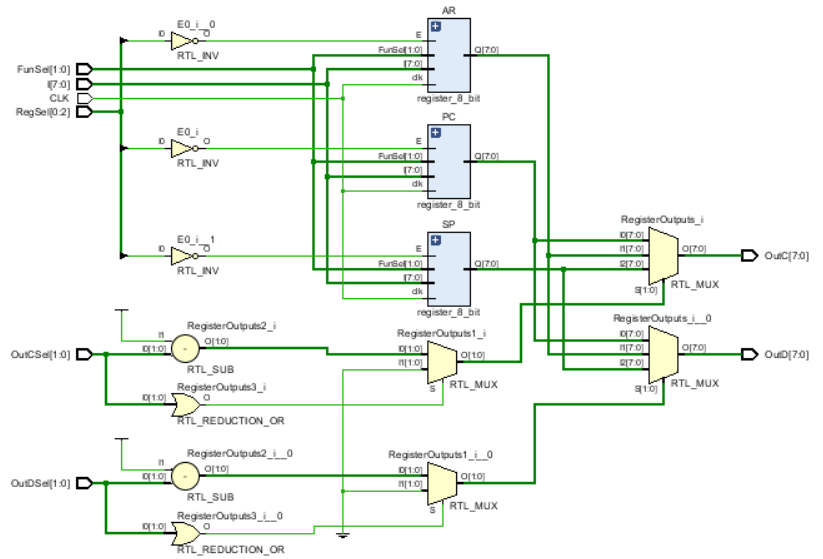 AR
E0_i__0
I0
O
RTL_INV
E
FunSel[1:0]
I[7:0]
clk
Q[7:0]
register_8_bit
FunSel[1:0]
I[7:0]
CLK
RegSel[0:2]
PC
E0_i
I0
O
RTL_INV
E
FunSel[1:0]
I[7:0]
clk
Q[7:0]
register_8_bit
SP
E0_i__1
I0
O
RTL_INV
E
FunSel[1:0]
I[7:0]
clk
Q[7:0]
register_8_bit
RegisterOutputs_i
I0[7:0]
I1[7:0]
I2[7:0]
S[1:0]
O[7:0]
RTL_MUX
OutC[7:0]
RegisterOutputs_i__0
I0[7:0]
I1[7:0]
I2[7:0]
S[1:0]
O[7:0]
RTL_MUX
OutD[7:0]
OutCSel[1:0]
RegisterOutputs2_i
I1
I0[1:0]
-
O[1:0]
RTL_SUB
RegisterOutputs3_i
I0[1:0]
O
RTL_REDUCTION_OR
RegisterOutputs1_i
I0[1:0]
I1[1:0]
S
O[1:0]
RTL_MUX
OutDSel[1:0]
RegisterOutputs2_i__0
I1
I0[1:0]
-
O[1:0]
RTL_SUB
RegisterOutputs3_i__0
I0[1:0]
O
RTL_REDUCTION_OR
RegisterOutputs1_i__0
I0[1:0]
I1[1:0]
S
O[1:0]
RTL_MUX